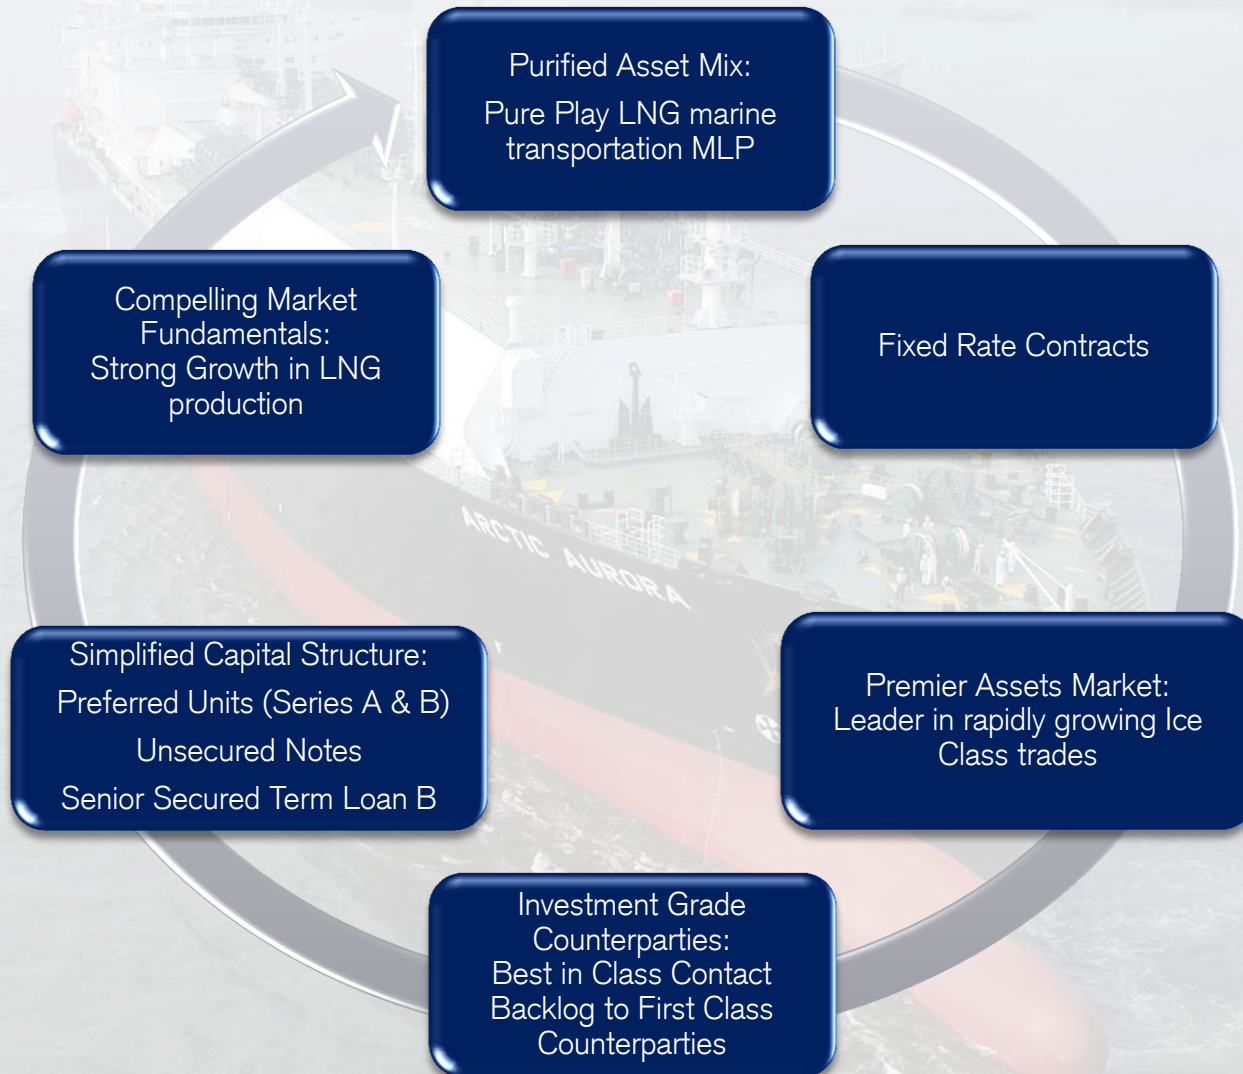 Purified Asset Mix:
Pure Play LNG marine
transportation MLP
Fixed Rate Contracts
Premier Assets Market:
Leader in rapidly growing Ice
Class trades
Investment Grade
Counterparties:
Best in Class Contact
Backlog to First Class
Counterparties
Simplified Capital Structure:
Preferred Units (Series A & B)
Unsecured Notes
Senior Secured Term Loan B
Compelling Market
Fundamentals:
Strong Growth in LNG
production
ARCTIC AURORA